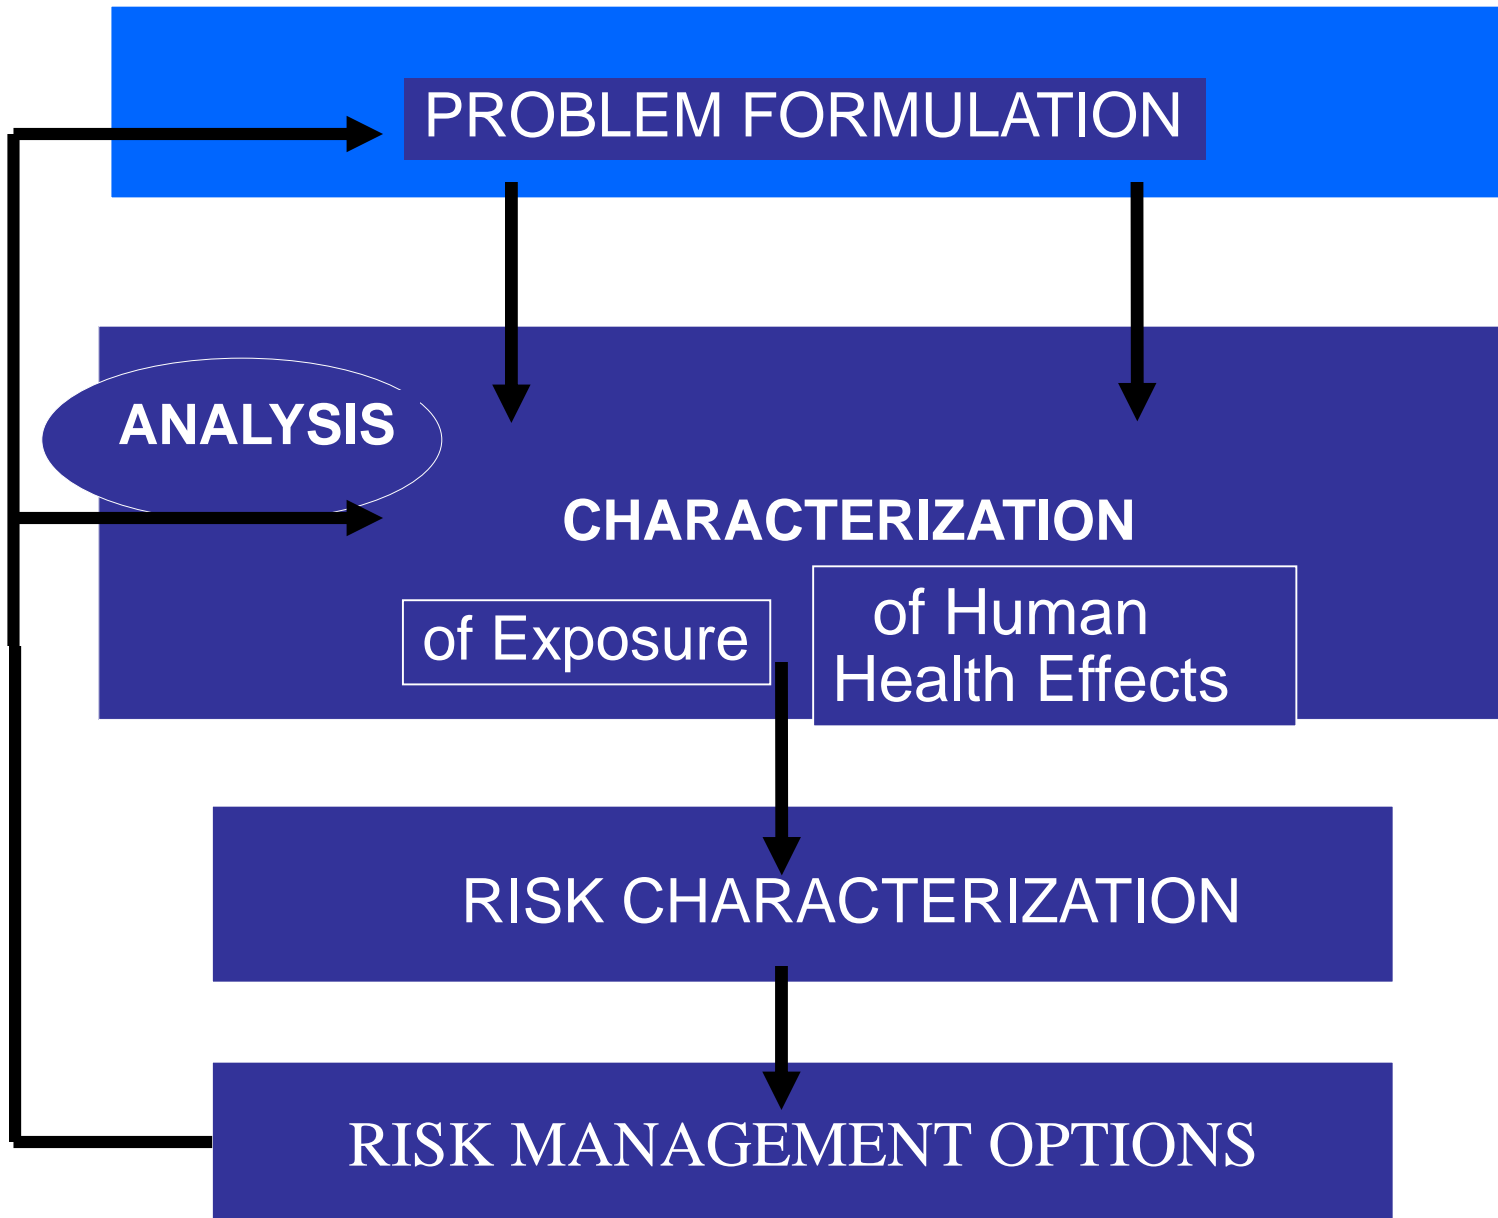 PROBLEM FORMULATION
ANALYSIS
CHARACTERIZATION
of Exposure
of Human
Health Effects
RISK CHARACTERIZATION
RISK MANAGEMENT OPTIONS